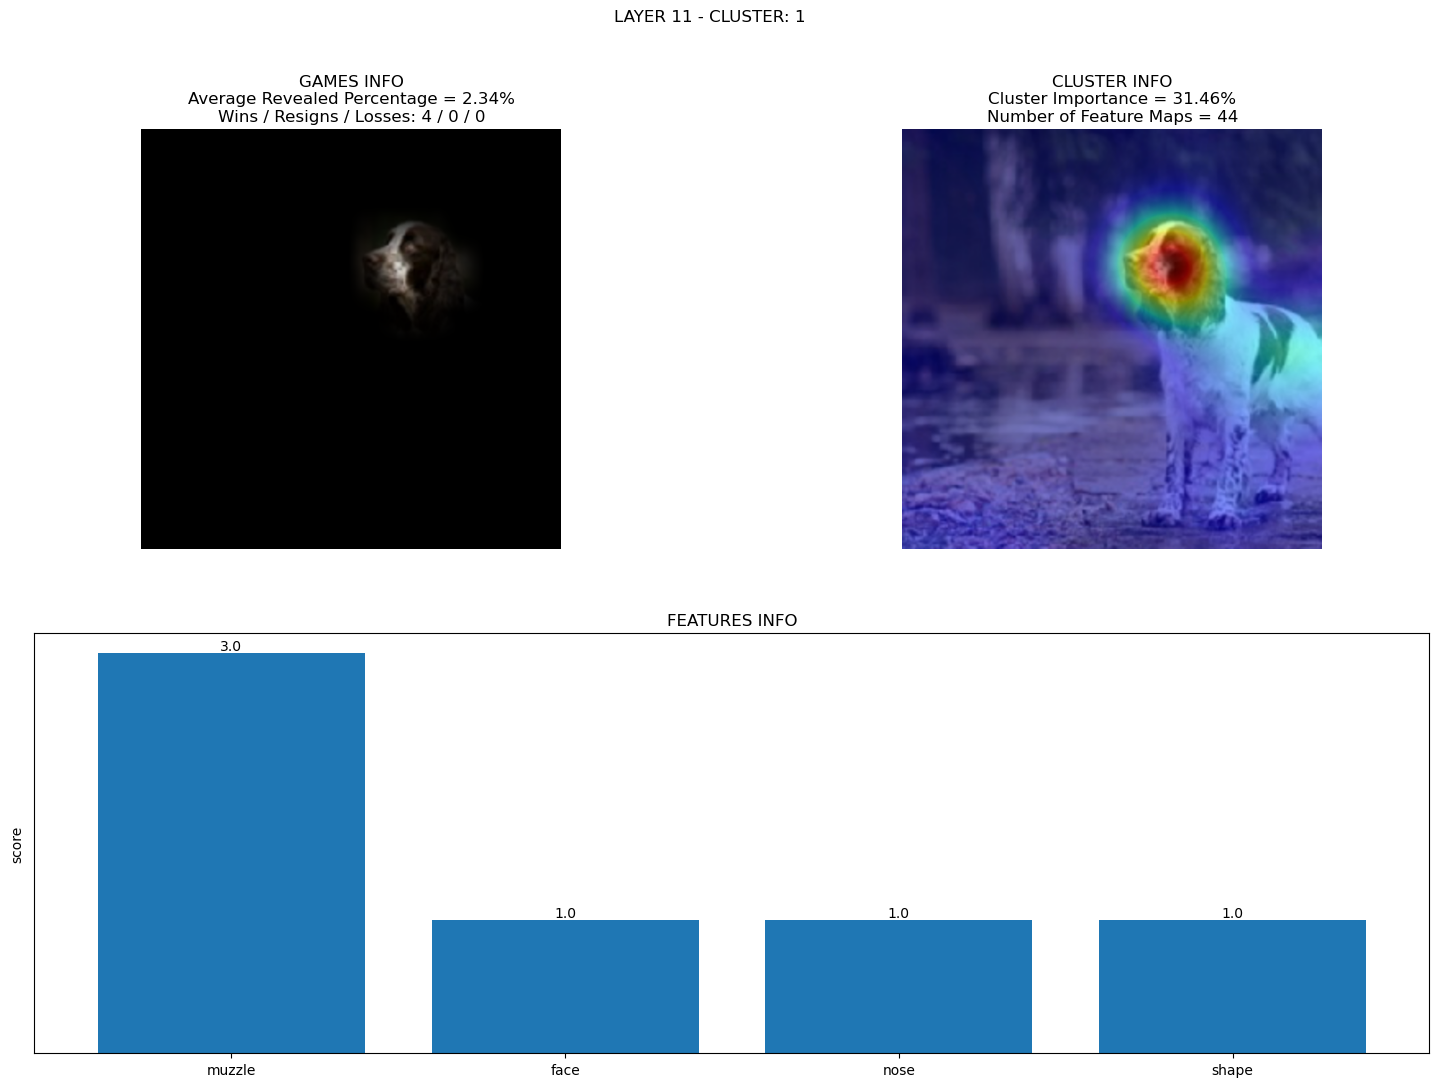 LAYER 11 - CLUSTER: 1
GAMES INFO
Average Revealed Percentage = 2.34%
Wins / Resigns / Losses: 4 / 0 / 0
CLUSTER INFO
Cluster Importance = 31.46%
Number of Feature Maps = 44
FEATURES INFO
score
3.0
1.0
1.0
1.0
muzzle
face
nose
shape